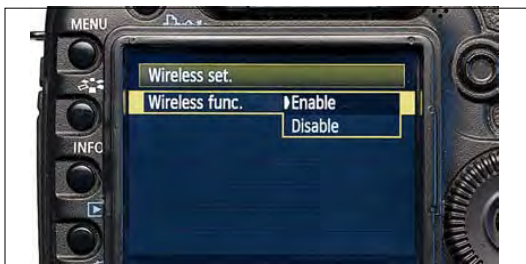 MENU
Wireless set.
Wireless func. Enable
Disable
INFO